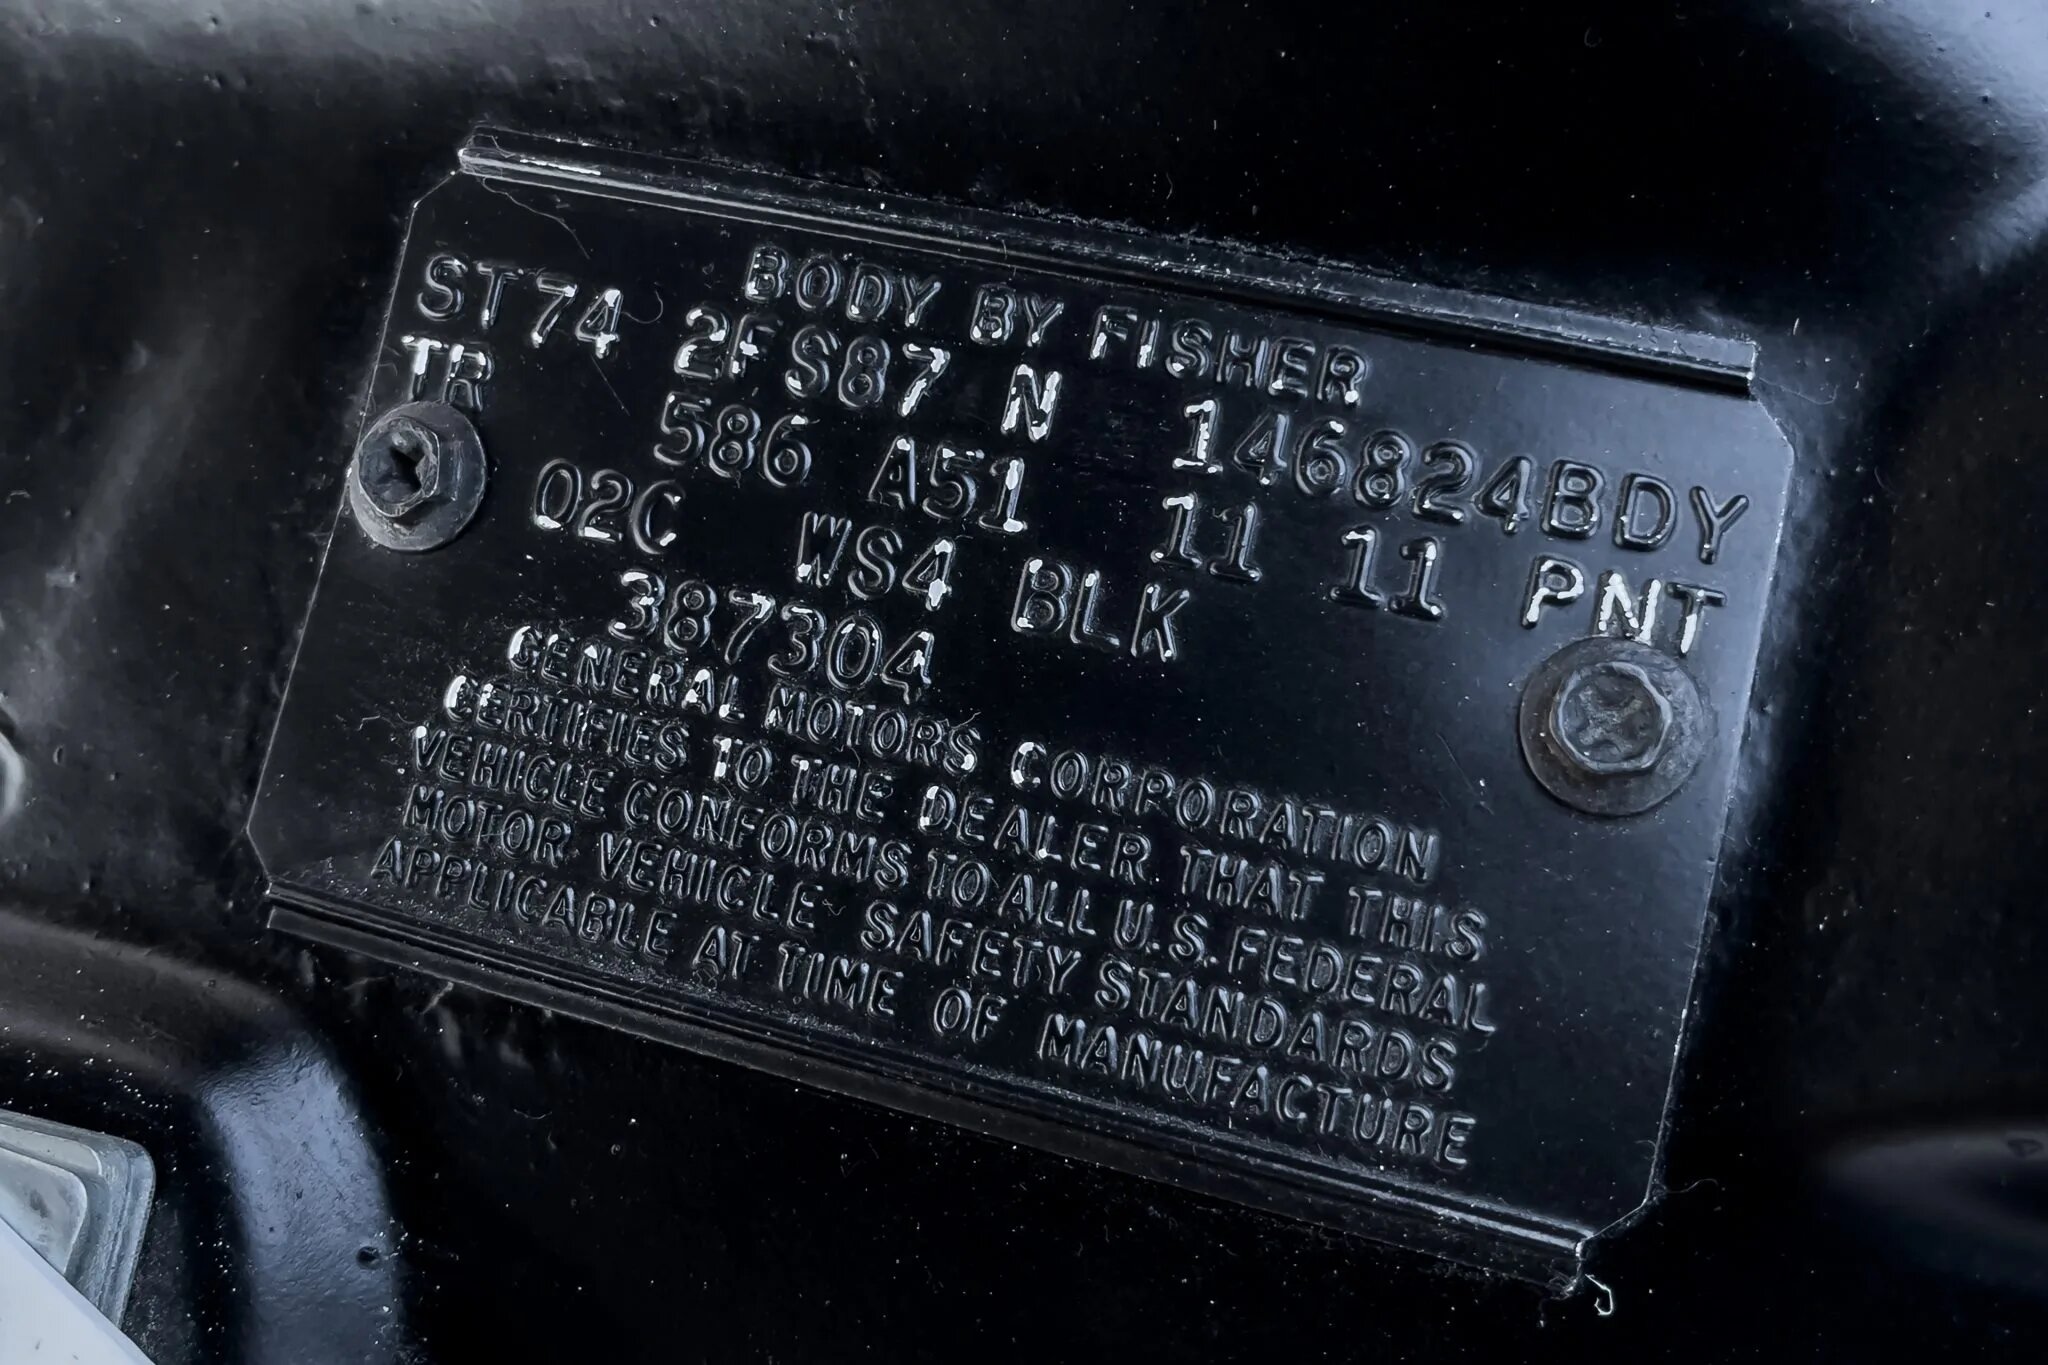 BODY BY FISHER
ST74 2FS87 N 146824BDY
TR 586 A51 11 11 PNT
02C WS4 BLK
387304
GENERAL MOTORS CORPORATION
CERTIFIES TO THE DEALER THAT THIS
VEHICLE CONFORMS TO ALL U.S. FEDERAL
MOTOR VEHICLE SAFETY STANDARDS
APPLICABLE AT TIME OF MANUFACTURE